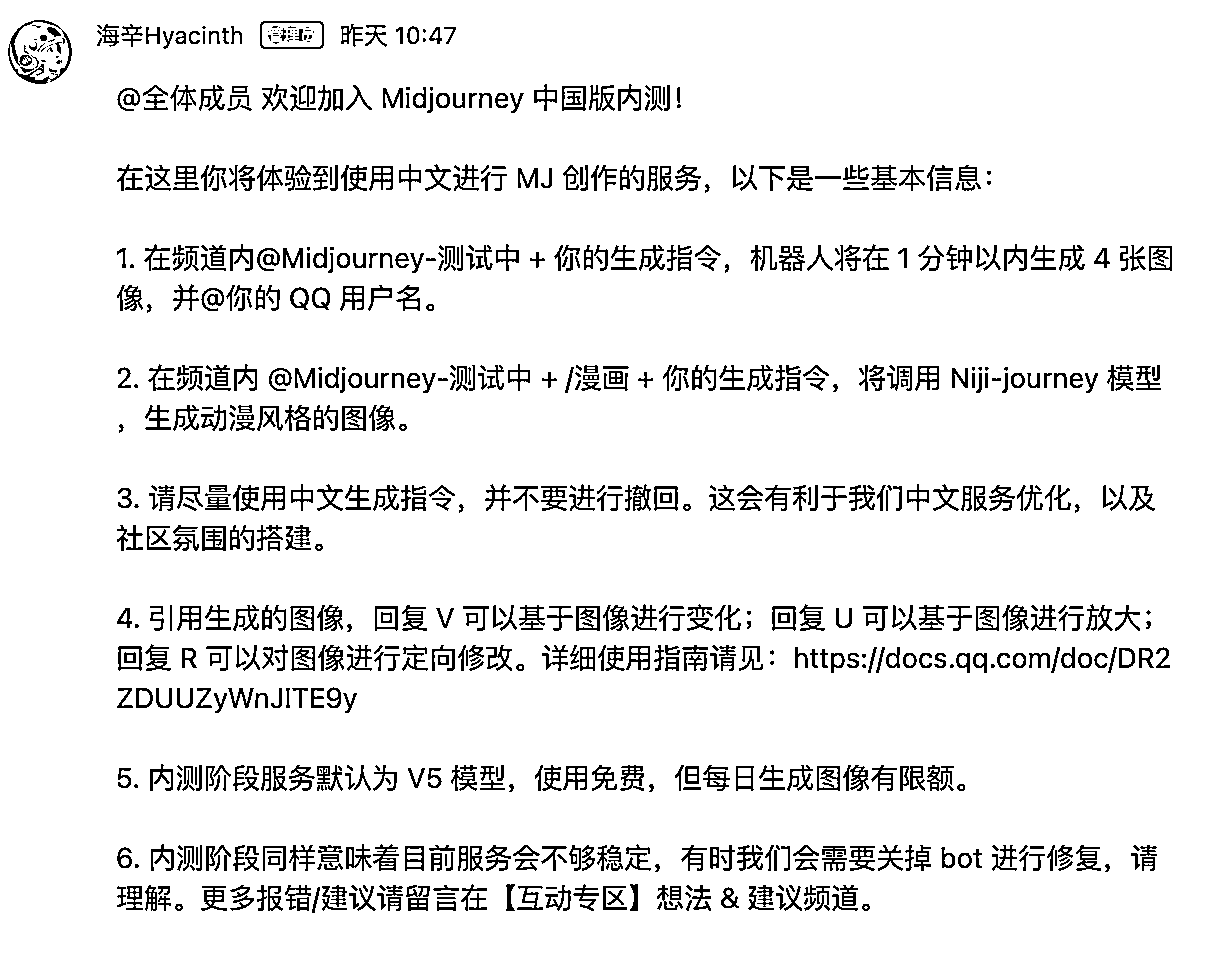 海辛Hyacinth 管理员 昨天 10:47
@全体成员 欢迎加入 Midjourney 中国版内测！
在这里你将体验到使用中文进行 MJ 创作的服务，以下是一些基本信息：
1. 在频道内@Midjourney-测试中 + 你的生成指令，机器人将在 1 分钟以内生成 4 张图
像，并@你的 QQ 用户名。
2. 在频道内 @Midjourney-测试中 + /漫画 + 你的生成指令，将调用 Niji-journey 模型
，生成动漫风格的图像。
3. 请尽量使用中文生成指令，并不要进行撤回。这会有利于我们中文服务优化，以及
社区氛围的搭建。
4. 引用生成的图像，回复 V 可以基于图像进行变化；回复 U 可以基于图像进行放大；
回复 R 可以对图像进行定向修改。详细使用指南请见：https://docs.qq.com/doc/DR2
ZDUUZyWnJITE9y
5. 内测阶段服务默认为 V5 模型，使用免费，但每日生成图像有限额。
6. 内测阶段同样意味着目前服务会不够稳定，有时我们会需要关掉 bot 进行修复，请
理解。更多报错/建议请留言在【互动专区】想法 & 建议频道。